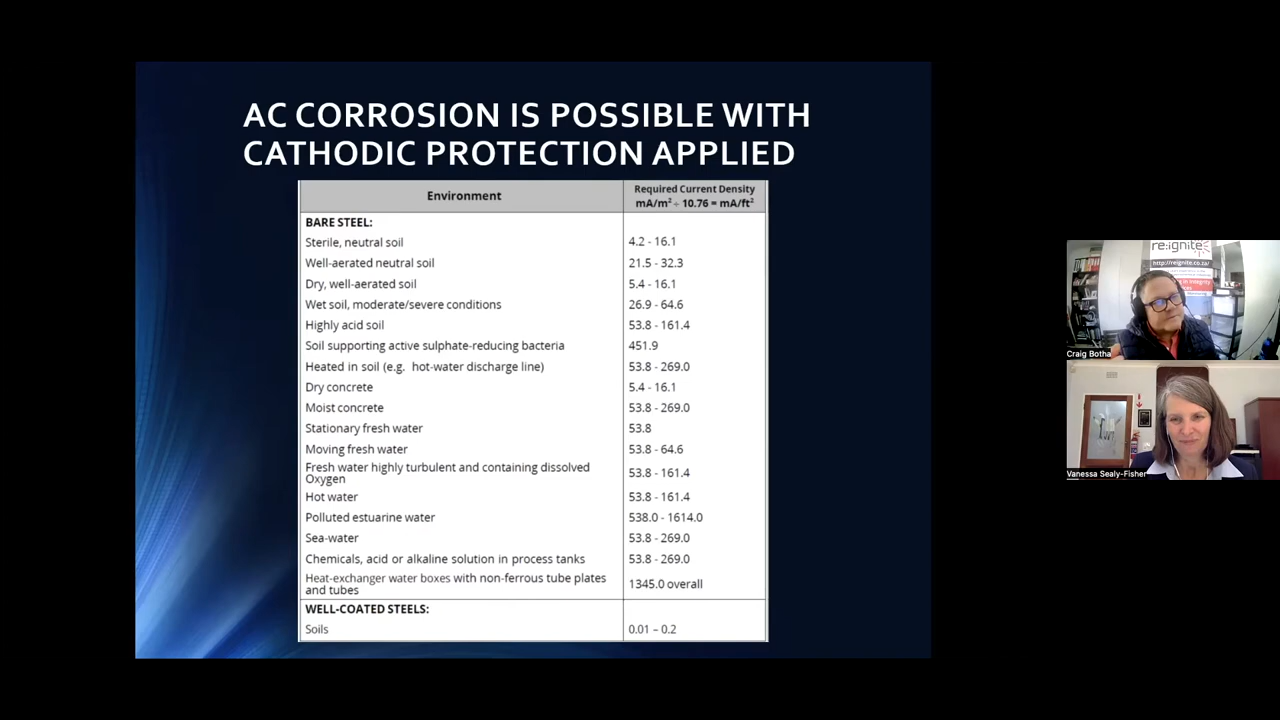 AC CORROSION IS POSSIBLE WITH
CATHODIC PROTECTION APPLIED
Environment
Required Current Density
mA/m² ÷ 10.76 = mA/ft²
BARE STEEL:
Sterile, neutral soil 4.2 - 16.1
Well-aerated neutral soil 21.5 - 32.3
Dry, well-aerated soil 5.4 - 16.1
Wet soil, moderate/severe conditions 26.9 - 64.6
Highly acid soil 53.8 - 161.4
Soil supporting active sulphate-reducing bacteria 451.9
Heated in soil (e.g. hot-water discharge line) 53.8 - 269.0
Dry concrete 5.4 - 16.1
Moist concrete 53.8 - 269.0
Stationary fresh water 53.8
Moving fresh water 53.8 - 64.6
Fresh water highly turbulent and containing dissolved
Oxygen 53.8 - 161.4
Hot water 53.8 - 161.4
Polluted estuarine water 538.0 - 1614.0
Sea-water 53.8 - 269.0
Chemicals, acid or alkaline solution in process tanks 53.8 - 269.0
Heat-exchanger water boxes with non-ferrous tube plates
and tubes 1345.0 overall
WELL-COATED STEELS:
Soils 0.01 – 0.2
re:ignite
http://reignite.co.za/
Craig Botha
Vanessa Sealy-Fisher